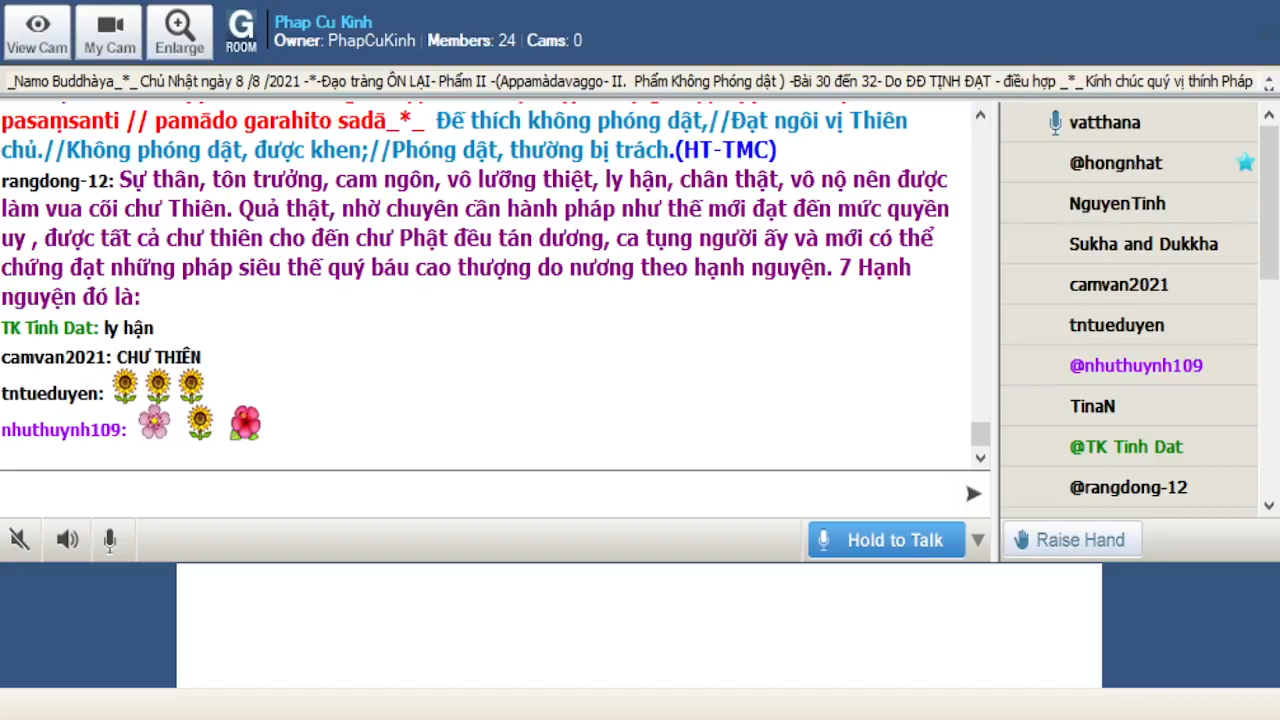 View Cam
My Cam
Enlarge
G
ROOM
Phap Cu Kinh
Owner: PhapCuKinh | Members: 24 | Cams: 0
_Namo Buddhàya_*_ Chủ Nhật ngày 8 /8 /2021 -*-Đạo tràng ÔN LẠI- Phẩm II -(Appamàdavaggo- II. Phẩm Không Phóng dật ) -Bài 30 đến 32- Do ĐĐ TỊNH ĐẠT - điều hợp _*_Kính chúc quý vị thính Pháp
pasaṃsanti // pamādo garahito sadā_*_ Đế thích không phóng dật,//Đạt ngôi vị Thiên
chủ.//Không phóng dật, được khen;//Phóng dật, thường bị trách.(HT-TMC)
rangdong-12: Sự thân, tôn trưởng, cam ngôn, vô lưỡng thiệt, ly hận, chân thật, vô nộ nên được
làm vua cõi chư Thiên. Quả thật, nhờ chuyên cần hành pháp như thế mới đạt đến mức quyền
uy , được tất cả chư thiên cho đến chư Phật đều tán dương, ca tụng người ấy và mới có thể
chứng đạt những pháp siêu thế quý báu cao thượng do nương theo hạnh nguyện. 7 Hạnh
nguyện đó là:
TK Tinh Dat: ly hận
camvan2021: CHƯ THIÊN
tntueduyen:
nhuthuynh109:
vatthana
@hongnhat
NguyenTinh
Sukha and Dukkha
camvan2021
tntueduyen
@nhuthuynh109
TinaN
@TK Tinh Dat
@rangdong-12
Hold to Talk
Raise Hand